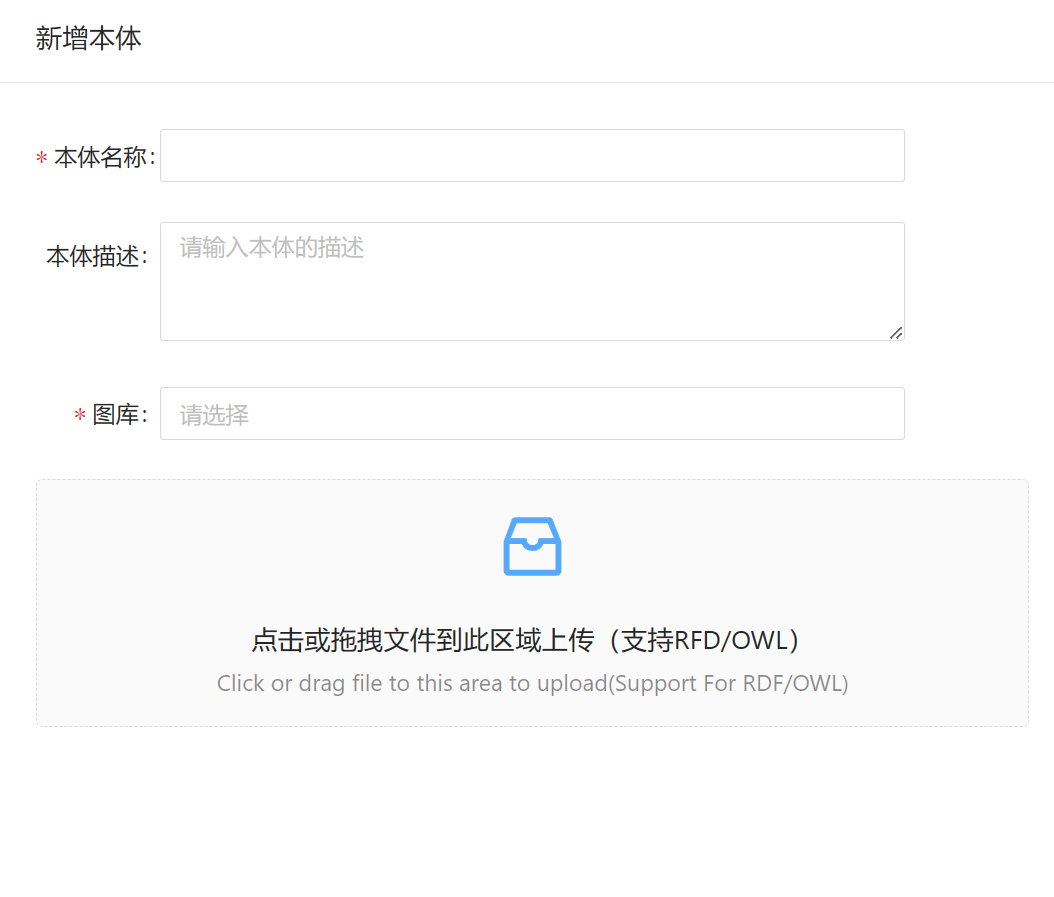 新增本体
* 本体名称:
本体描述: 请输入本体的描述
* 图库: 请选择
点击或拖拽文件到此区域上传（支持RFD/OWL）
Click or drag file to this area to upload(Support For RDF/OWL)